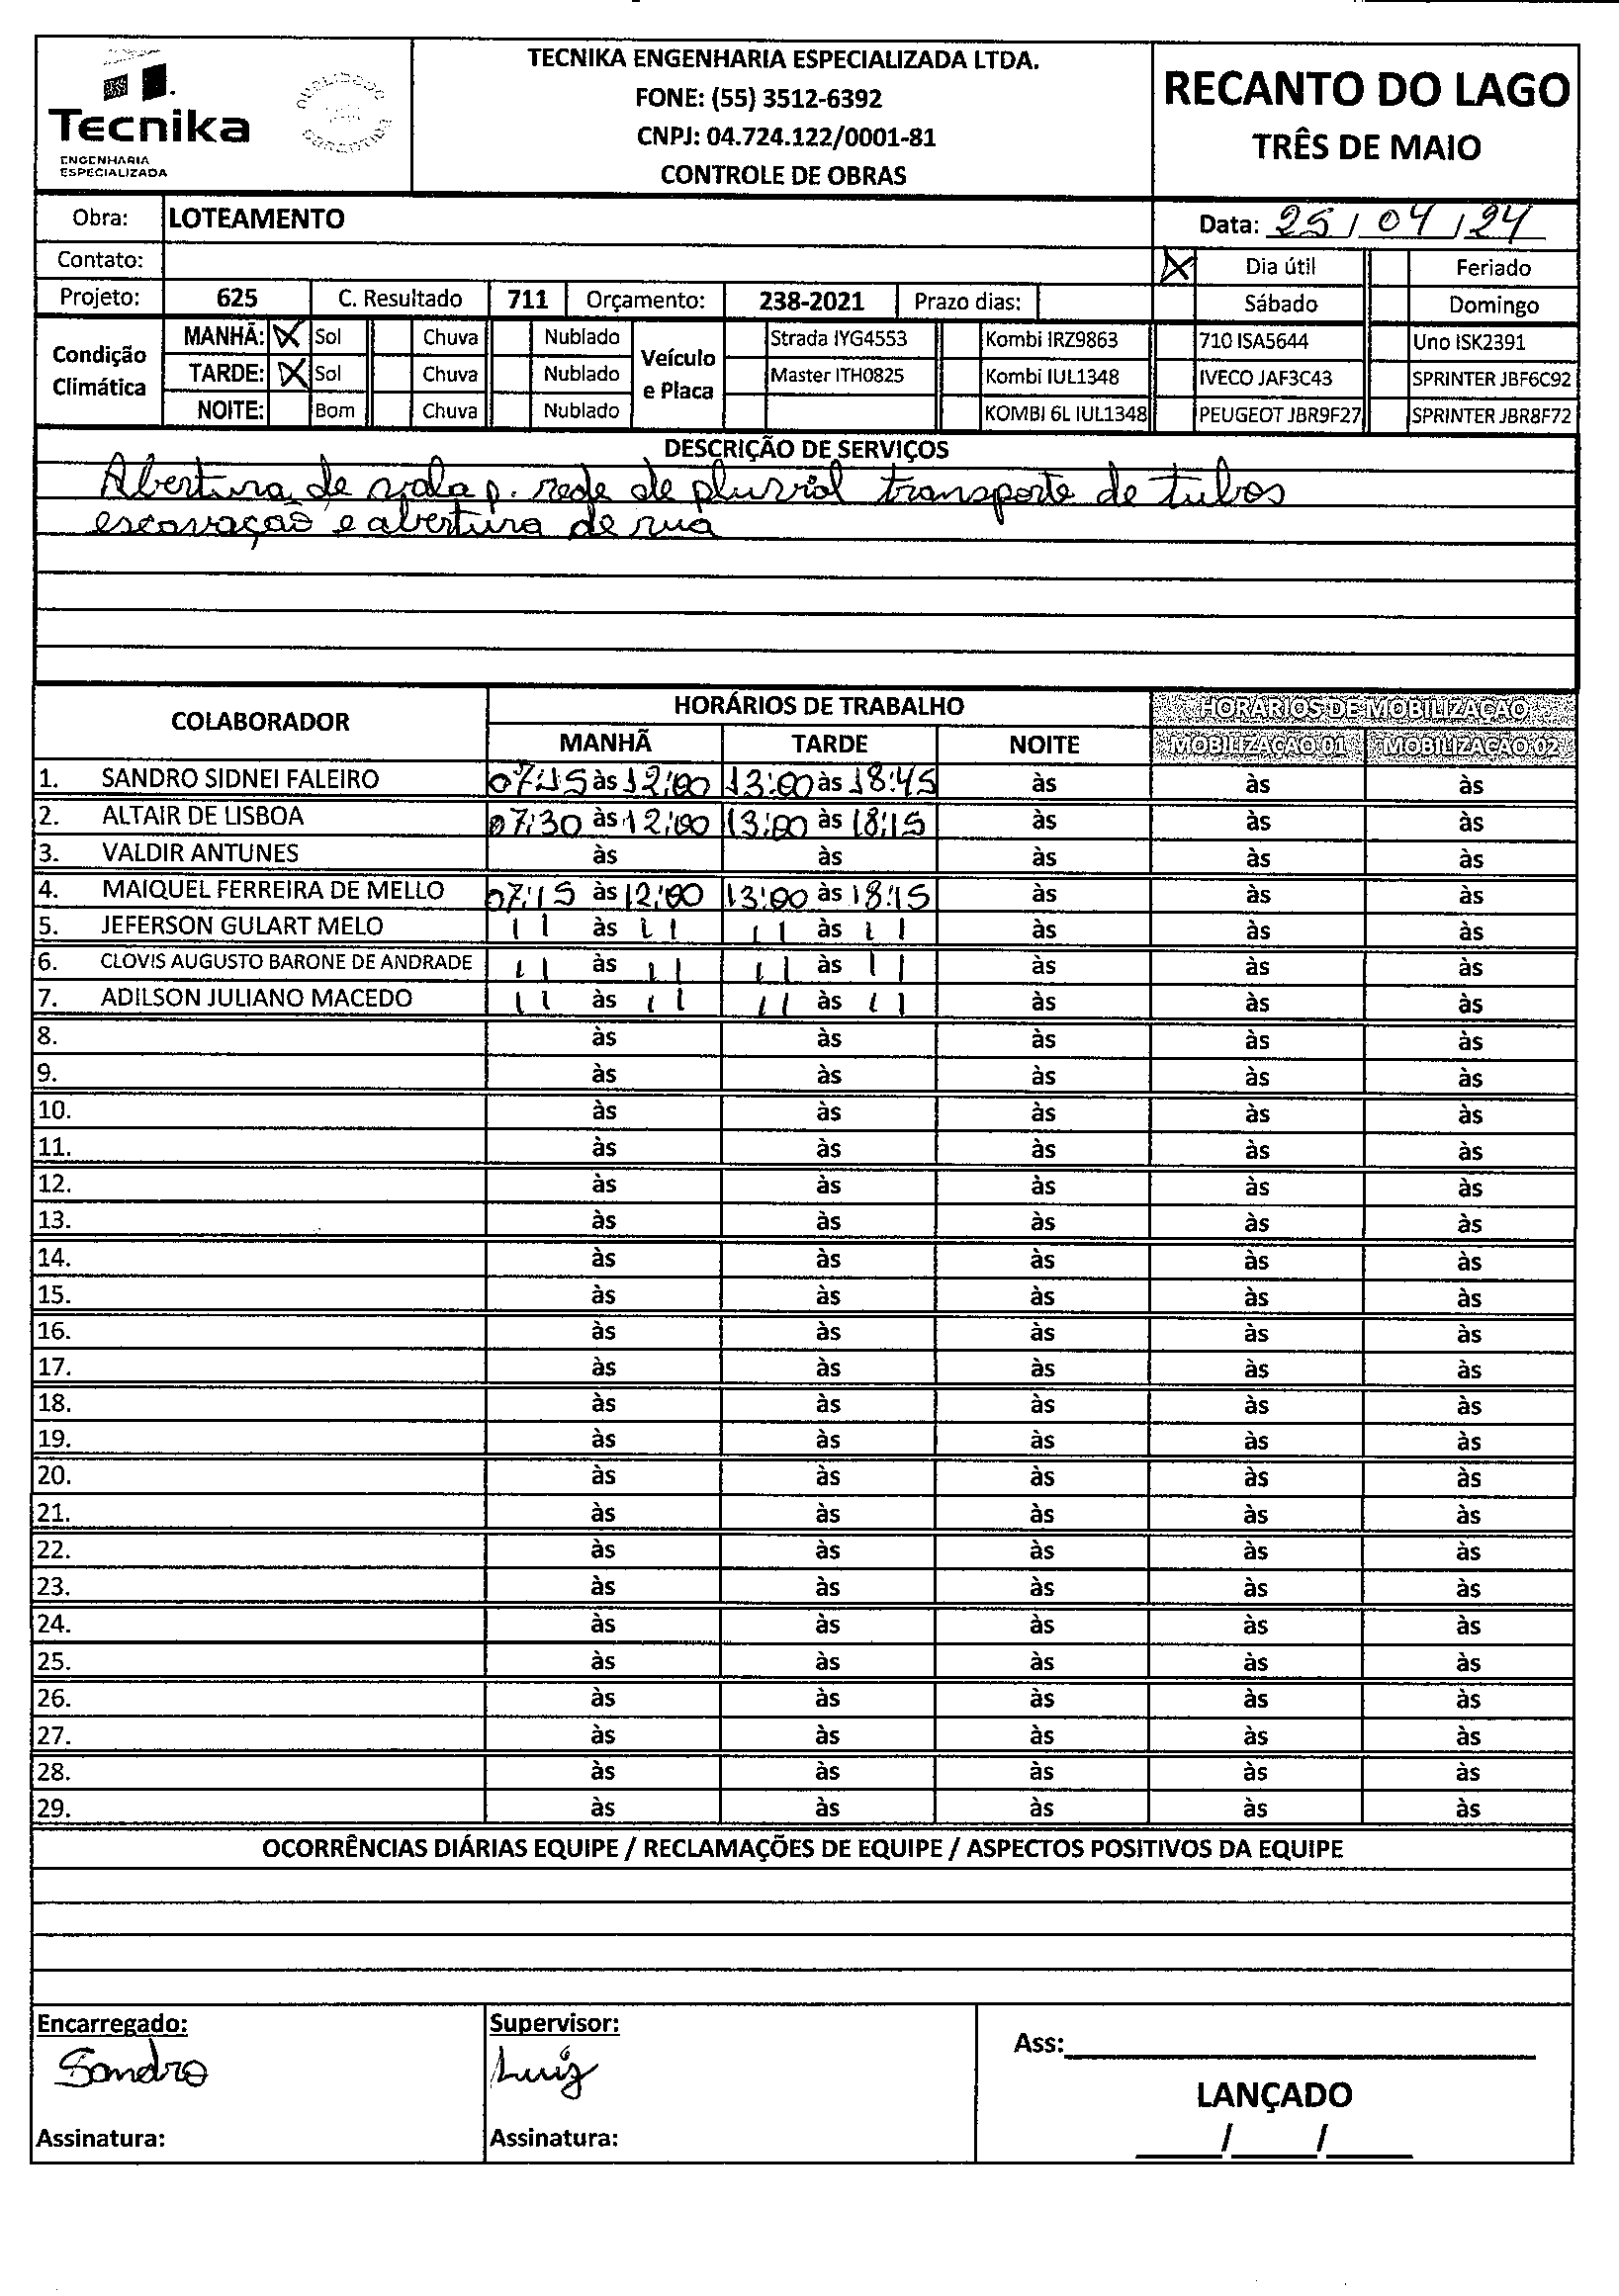 Tecnika
ENGENHARIA
ESPECIALIZADA
TECNIKA ENGENHARIA ESPECIALIZADA LTDA.
FONE: (55) 3512-6392
CNPJ: 04.724.122/0001-81
CONTROLE DE OBRAS
RECANTO DO LAGO
TRÊS DE MAIO
Obra: LOTEAMENTO Data: 25/04/24
Contato: X Dia útil Feriado
Projeto: 625 C. Resultado 711 Orçamento: 238-2021 Prazo dias: Sábado Domingo
Condição Climática
MANHÃ: X Sol Chuva Nublado
TARDE: X Sol Chuva Nublado
NOITE: Bom Chuva Nublado
Veículo e Placa
Strada IYG4553 Kombi IRZ9863 710 ISA5644 Uno ISK2391
Master ITH0825 Kombi IUL1348 IVECO JAF3C43 SPRINTER JBF6C92
KOMBI 6L IUL1348 PEUGEOT JBR9F27 SPRINTER JBR8F72
DESCRIÇÃO DE SERVIÇOS
Abertura de vala p. rede de pluvial transporte de tubos
escavação e abertura de rua
COLABORADOR HORÁRIOS DE TRABALHO HORÁRIOS DE MOBILIZAÇÃO
MANHÃ TARDE NOITE MOBILIZAÇÃO 01 MOBILIZAÇÃO 02
1. SANDRO SIDNEI FALEIRO 07:15 às 12:00 13:00 às 18:45 às às às
2. ALTAIR DE LISBOA 07:30 às 12:00 13:00 às 18:15 às às às
3. VALDIR ANTUNES às às às às às
4. MAIQUEL FERREIRA DE MELLO 07:15 às 12:00 13:00 às 18:15 às às às
5. JEFERSON GULART MELO 11 às 11 11 às 11 às às às
6. CLOVIS AUGUSTO BARONE DE ANDRADE 11 às 11 11 às 11 às às às
7. ADILSON JULIANO MACEDO 11 às 11 11 às 11 às às às
8. às às às às às
9. às às às às às
10. às às às às às
11. às às às às às
12. às às às às às
13. às às às às às
14. às às às às às
15. às às às às às
16. às às às às às
17. às às às às às
18. às às às às às
19. às às às às às
20. às às às às às
21. às às às às às
22. às às às às às
23. às às às às às
24. às às às às às
25. às às às às às
26. às às às às às
27. às às às às às
28. às às às às às
29. às às às às às
OCORRÊNCIAS DIÁRIAS EQUIPE / RECLAMAÇÕES DE EQUIPE / ASPECTOS POSITIVOS DA EQUIPE
Encarregado: Supervisor: Ass:
Sandro Luiz
LANÇADO
Assinatura: Assinatura: / /